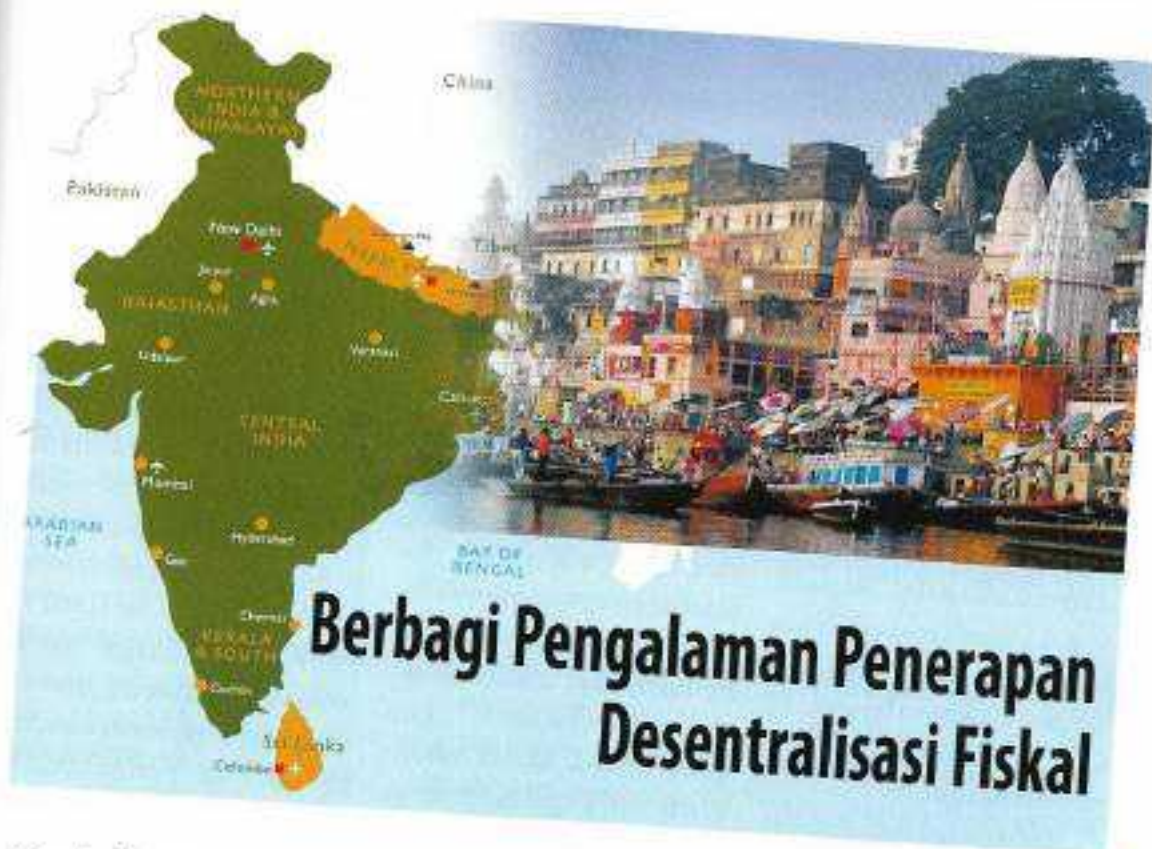 NORTHERN
INDIA &
HIMALAYAS
China
Pakistan
New Delhi
Tibet
Jaipur
Agra
RAJASTHAN
Udaipur
Varanasi
CENTRAL
INDIA
Mumbai
ARABIAN
SEA
Hyderabad
Goa
BAY OF
BENGAL
Chennai
KERALA
& SOUTH
Sri Lanka
Colombo
Berbagi Pengalaman Penerapan
Desentralisasi Fiskal